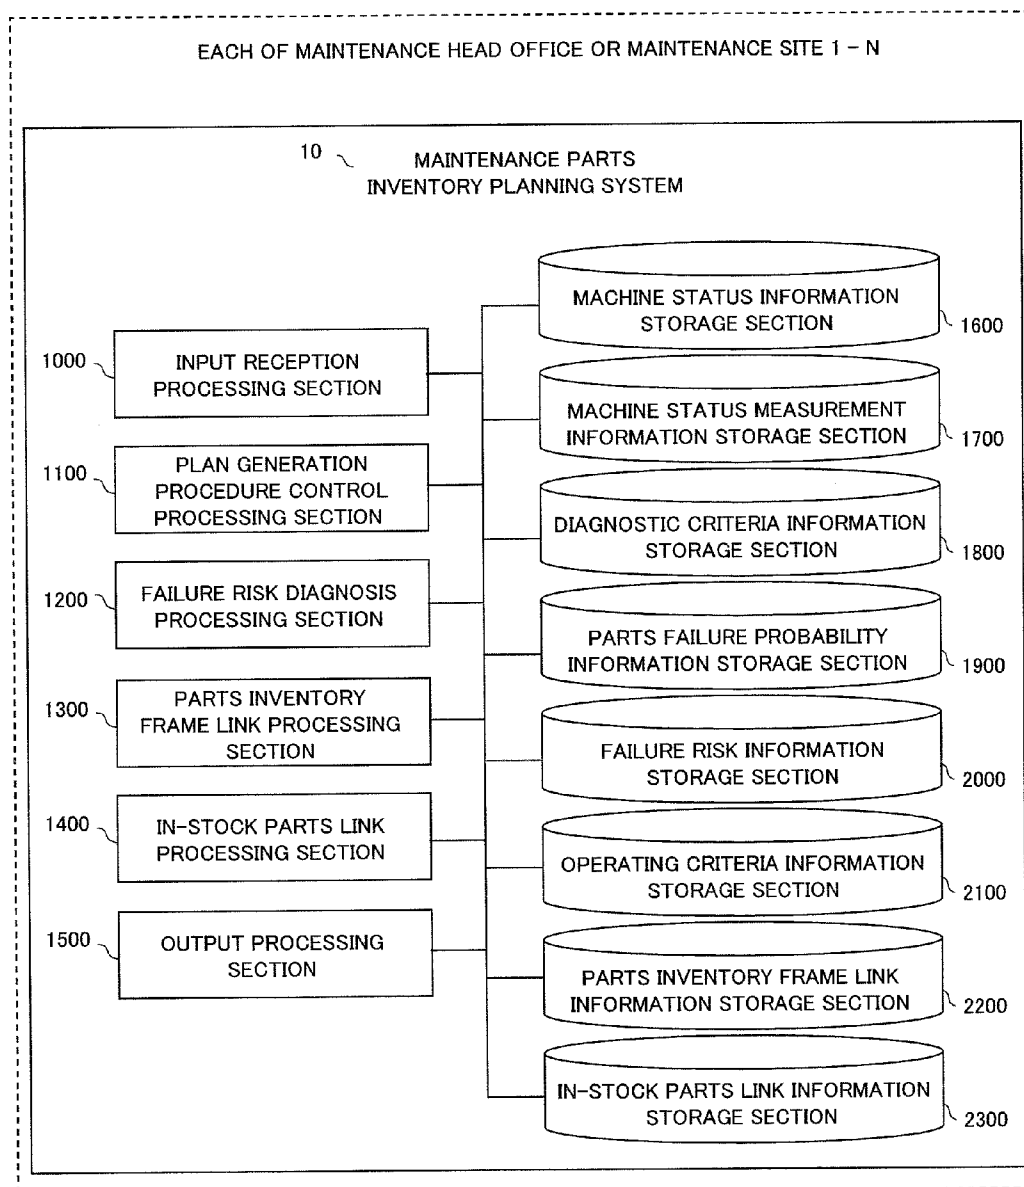 EACH OF MAINTENANCE HEAD OFFICE OR MAINTENANCE SITE 1 - N
10
MAINTENANCE PARTS
INVENTORY PLANNING SYSTEM
1000
INPUT RECEPTION
PROCESSING SECTION
1100
PLAN GENERATION
PROCEDURE CONTROL
PROCESSING SECTION
1200
FAILURE RISK DIAGNOSIS
PROCESSING SECTION
1300
PARTS INVENTORY
FRAME LINK PROCESSING
SECTION
1400
IN-STOCK PARTS LINK
PROCESSING SECTION
1500
OUTPUT PROCESSING
SECTION
MACHINE STATUS INFORMATION
STORAGE SECTION
1600
MACHINE STATUS MEASUREMENT
INFORMATION STORAGE SECTION
1700
DIAGNOSTIC CRITERIA INFORMATION
STORAGE SECTION
1800
PARTS FAILURE PROBABILITY
INFORMATION STORAGE SECTION
1900
FAILURE RISK INFORMATION
STORAGE SECTION
2000
OPERATING CRITERIA INFORMATION
STORAGE SECTION
2100
PARTS INVENTORY FRAME LINK
INFORMATION STORAGE SECTION
2200
IN-STOCK PARTS LINK INFORMATION
STORAGE SECTION
2300